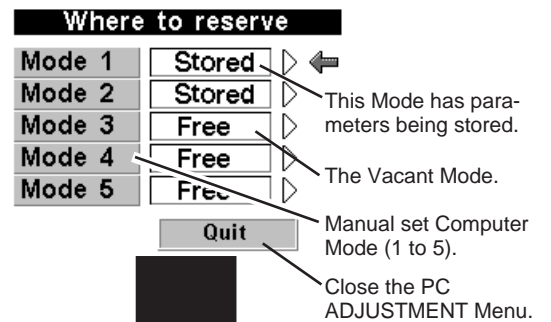 Where to reserve
Mode 1 Stored
Mode 2 Stored
Mode 3 Free
Mode 4 Free
Mode 5 Free
Quit
This Mode has para-
meters being stored.
The Vacant Mode.
Manual set Computer
Mode (1 to 5).
Close the PC
ADJUSTMENT Menu.